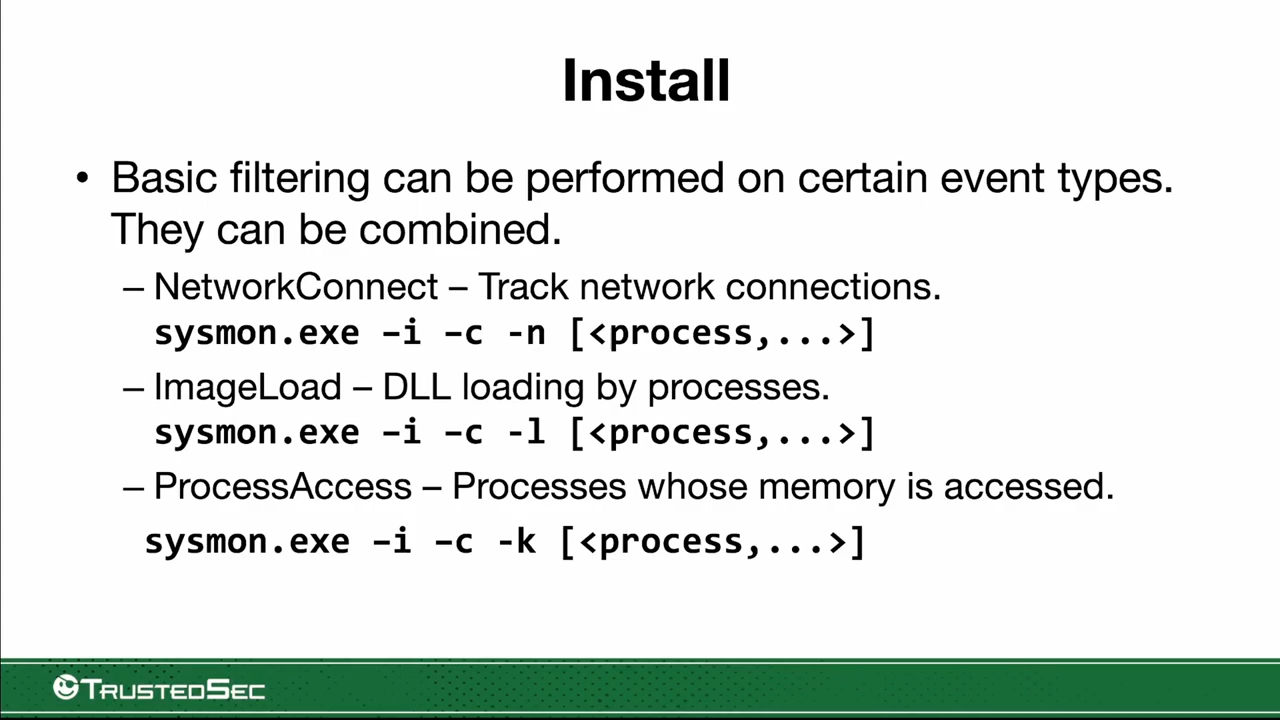 Install
• Basic filtering can be performed on certain event types.
They can be combined.
– NetworkConnect – Track network connections.
sysmon.exe –i –c -n [<process,...>]
– ImageLoad – DLL loading by processes.
sysmon.exe –i –c -l [<process,...>]
– ProcessAccess – Processes whose memory is accessed.
sysmon.exe –i –c -k [<process,...>]
TRUSTEDSEC